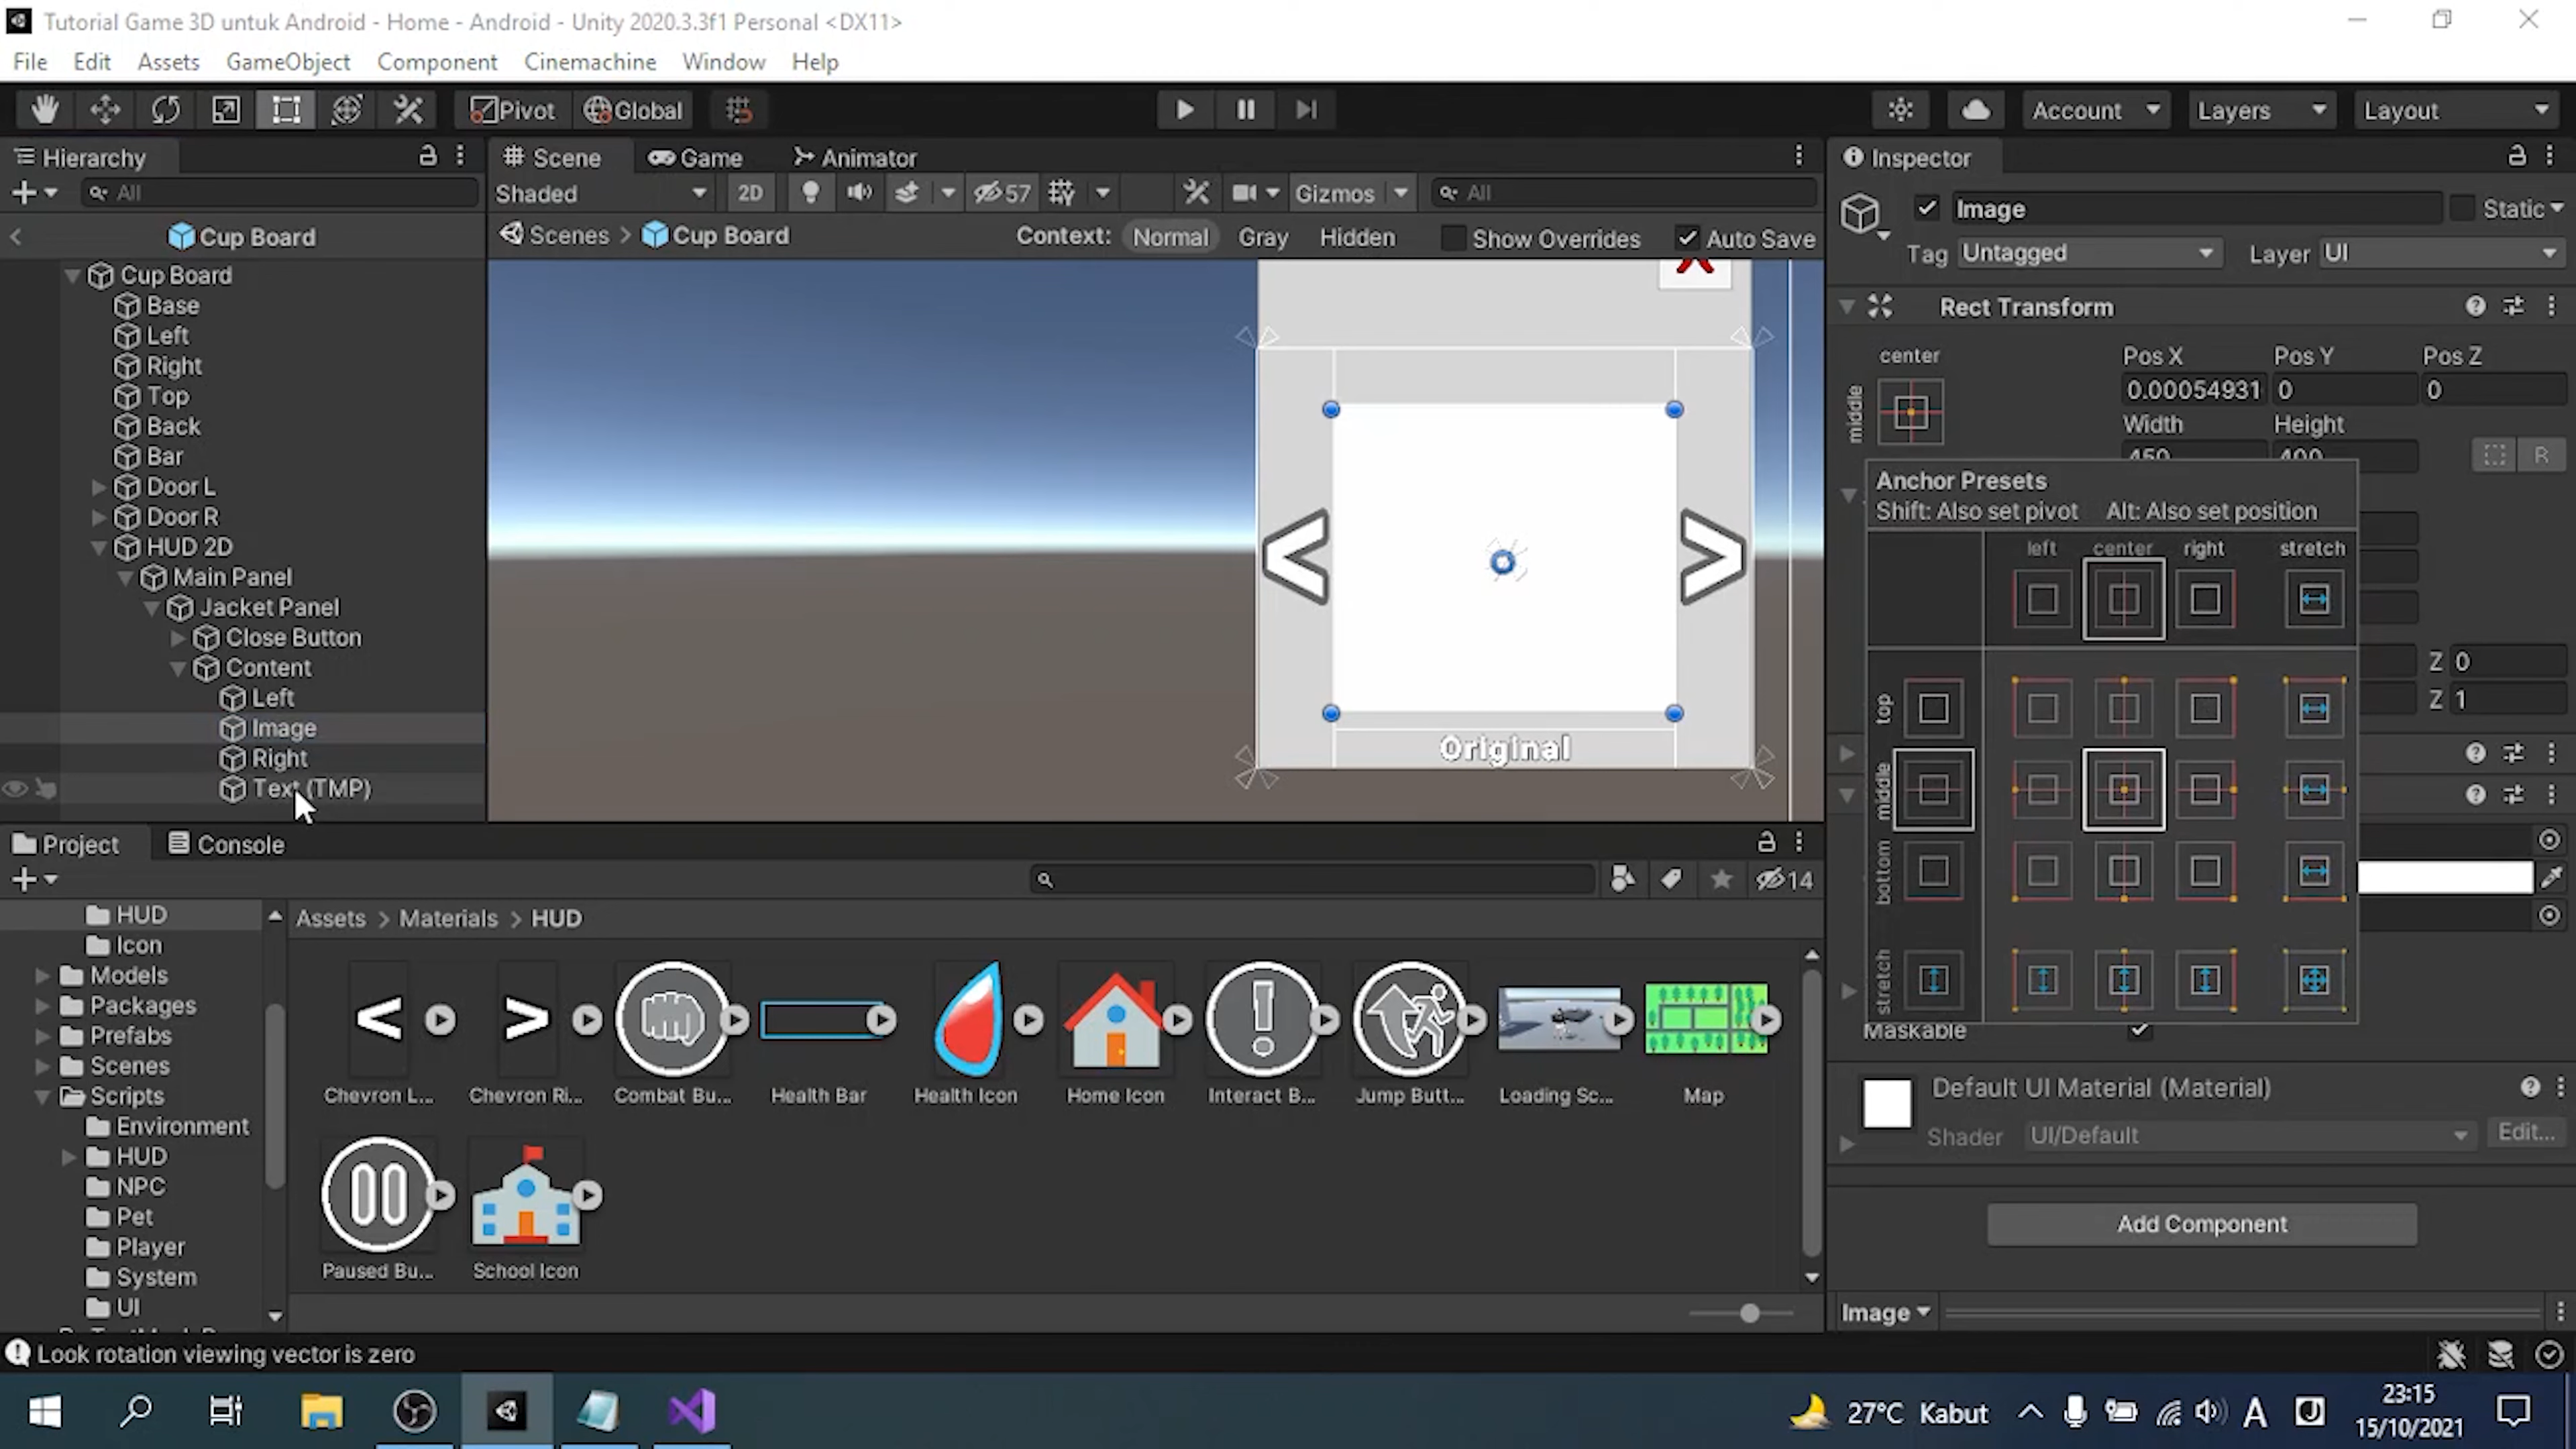 Tutorial Game 3D untuk Android - Home - Android - Unity 2020.3.3f1 Personal <DX11>
File Edit Assets GameObject Component Cinemachine Window Help
Pivot Global Account Layers Layout
Hierarchy
All
Cup Board
Cup Board
Base
Left
Right
Top
Back
Bar
Door L
Door R
HUD 2D
Main Panel
Jacket Panel
Close Button
Content
Left
Image
Right
Text (TMP)
Scene Game Animator
Shaded 2D 57 Gizmos All
Scenes > Cup Board Context: Normal Gray Hidden Show Overrides Auto Save
< >
Original
Inspector
Image Static
Tag Untagged Layer UI
Rect Transform
center
middle
Pos X Pos Y Pos Z
0.00054931 0 0
Width Height
450 400 R
Anchor Presets
Shift: Also set pivot Alt: Also set position
left center right stretch
top
middle
bottom
stretch
Z 0
Z 1
Maskable
Default UI Material (Material)
Shader UI/Default Edit...
Add Component
Image
Project Console
14
HUD
Icon
Models
Packages
Prefabs
Scenes
Scripts
Environment
HUD
NPC
Pet
Player
System
UI
Assets > Materials > HUD
Chevron L... Chevron Ri... Combat Bu... Health Bar Health Icon Home Icon Interact B... Jump Butt... Loading Sc... Map
Paused Bu... School Icon
Look rotation viewing vector is zero
27°C Kabut A 23:15
15/10/2021